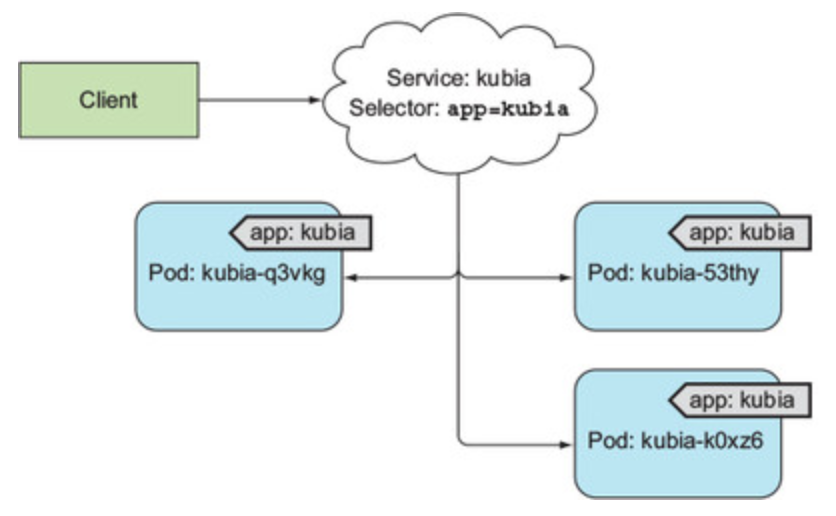 Client
Service: kubia
Selector: app=kubia
app: kubia
Pod: kubia-q3vkg
app: kubia
Pod: kubia-53thy
app: kubia
Pod: kubia-k0xz6